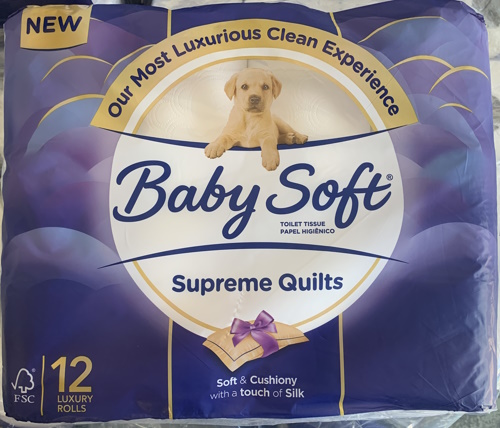 NEW
Our Most Luxurious Clean Experience
Baby Soft®
TOILET TISSUE
PAPEL HIGIÊNICO
Supreme Quilts
Soft & Cushiony
with a touch of Silk
FSC
12
LUXURY
ROLLS